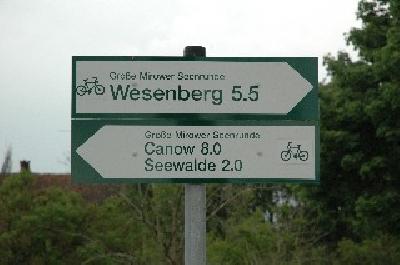 Große Mirower Seenrunde
Wesenberg 5.5
Große Mirower Seenrunde
Canow 8.0
Seewalde 2.0